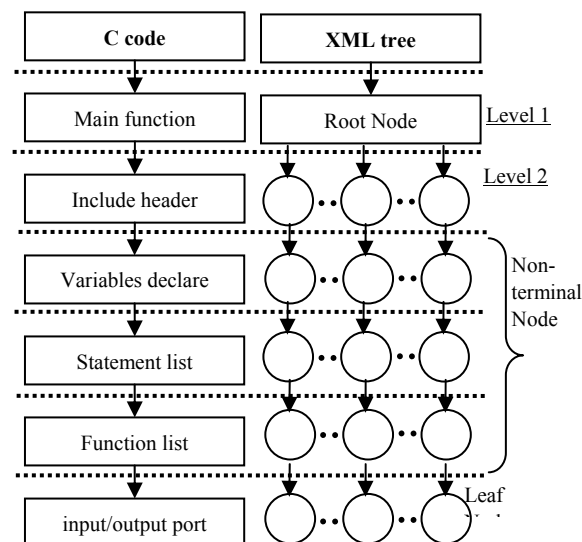 C code
XML tree
Main function
Root Node
Level 1
Include header
Level 2
Variables declare
Non-
terminal
Node
Statement list
Function list
Leaf
input/output port